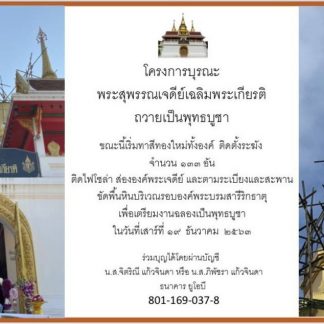 โครงการบูรณะ
พระสุพรรณเจดีย์เฉลิมพระเกียรติ
ถวายเป็นพุทธบูชา
ขณะนี้เริ่มทาสีทองใหม่ทั้งองค์ ติดตั้งระฆัง
จำนวน ๑๓๓ อัน
ติดไฟโซล่า ส่ององค์พระเจดีย์ และตามระเบียงและสะพาน
ขัดพื้นหินบริเวณรอบองค์พระบรมสารีริกธาตุ
เพื่อเตรียมงานฉลองเป็นพุทธบูชา
ในวันที่เสาร์ที่ ๑๙ ธันวาคม ๒๕๖๓
ร่วมบุญได้โดยผ่านบัญชี
น.ส.จิตริณี แก้วจินดา หรือ น.ส.ภิพัชรา แก้วจินดา
ธนาคาร ยูโอบี
801-169-037-8